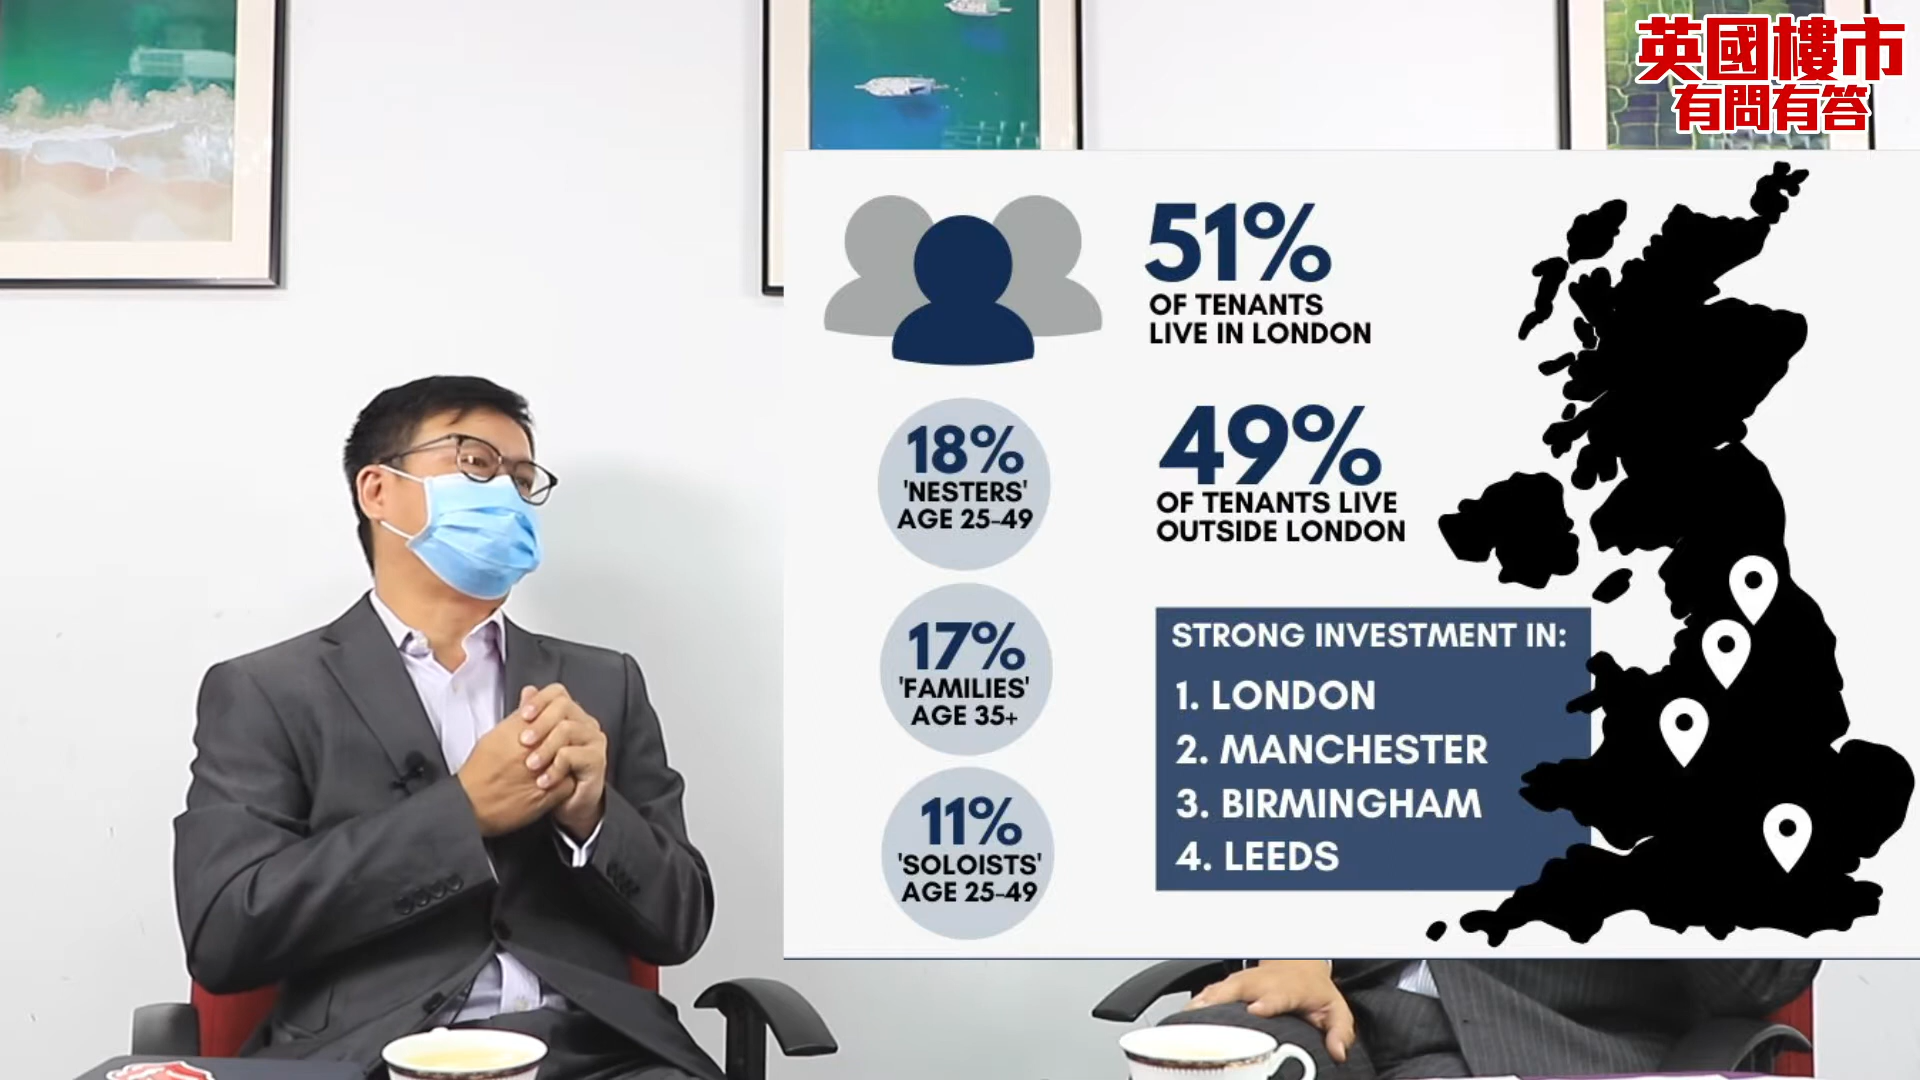 英國樓市
有問有答
51%
OF TENANTS
LIVE IN LONDON
18%
'NESTERS'
AGE 25-49
49%
OF TENANTS LIVE
OUTSIDE LONDON
17%
'FAMILIES'
AGE 35+
11%
'SOLOISTS'
AGE 25-49
STRONG INVESTMENT IN:
1. LONDON
2. MANCHESTER
3. BIRMINGHAM
4. LEEDS